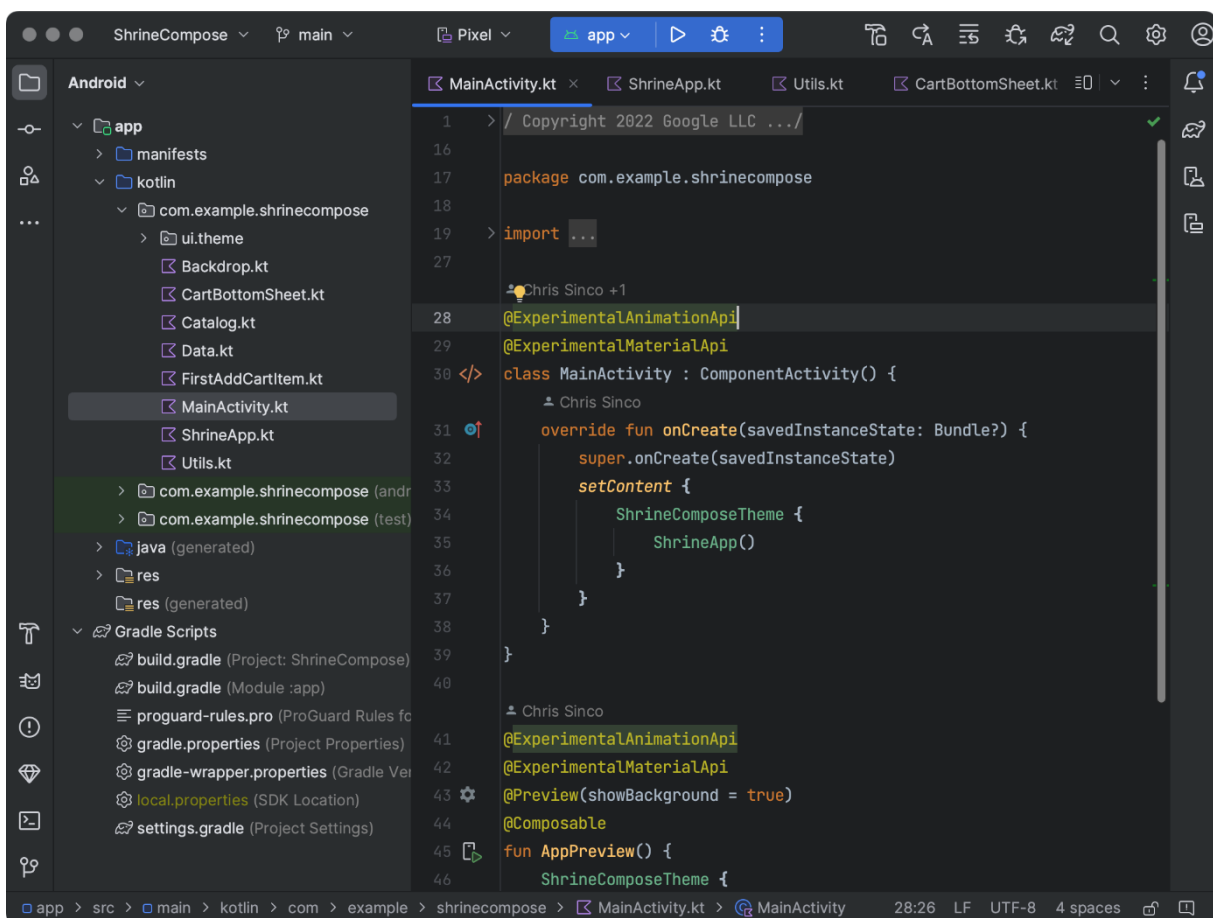 ShrineCompose main Pixel app
Android
app
manifests
kotlin
com.example.shrinecompose
ui.theme
Backdrop.kt
CartBottomSheet.kt
Catalog.kt
Data.kt
FirstAddCartItem.kt
MainActivity.kt
ShrineApp.kt
Utils.kt
com.example.shrinecompose (andr
com.example.shrinecompose (test)
java (generated)
res
res (generated)
Gradle Scripts
build.gradle (Project: ShrineCompose)
build.gradle (Module :app)
proguard-rules.pro (ProGuard Rules fo
gradle.properties (Project Properties)
gradle-wrapper.properties (Gradle Ver
local.properties (SDK Location)
settings.gradle (Project Settings)
MainActivity.kt ShrineApp.kt Utils.kt CartBottomSheet.kt
1 / Copyright 2022 Google LLC .../
16
17 package com.example.shrinecompose
18
19 import ...
27
Chris Sinco +1
28 @ExperimentalAnimationApi
29 @ExperimentalMaterialApi
30 class MainActivity : ComponentActivity() {
Chris Sinco
31 override fun onCreate(savedInstanceState: Bundle?) {
32 super.onCreate(savedInstanceState)
33 setContent {
34 ShrineComposeTheme {
35 ShrineApp()
36 }
37 }
38 }
39 }
40
Chris Sinco
41 @ExperimentalAnimationApi
42 @ExperimentalMaterialApi
43 @Preview(showBackground = true)
44 @Composable
45 fun AppPreview() {
46 ShrineComposeTheme {
app > src > main > kotlin > com > example > shrinecompose > MainActivity.kt > MainActivity 28:26 LF UTF-8 4 spaces